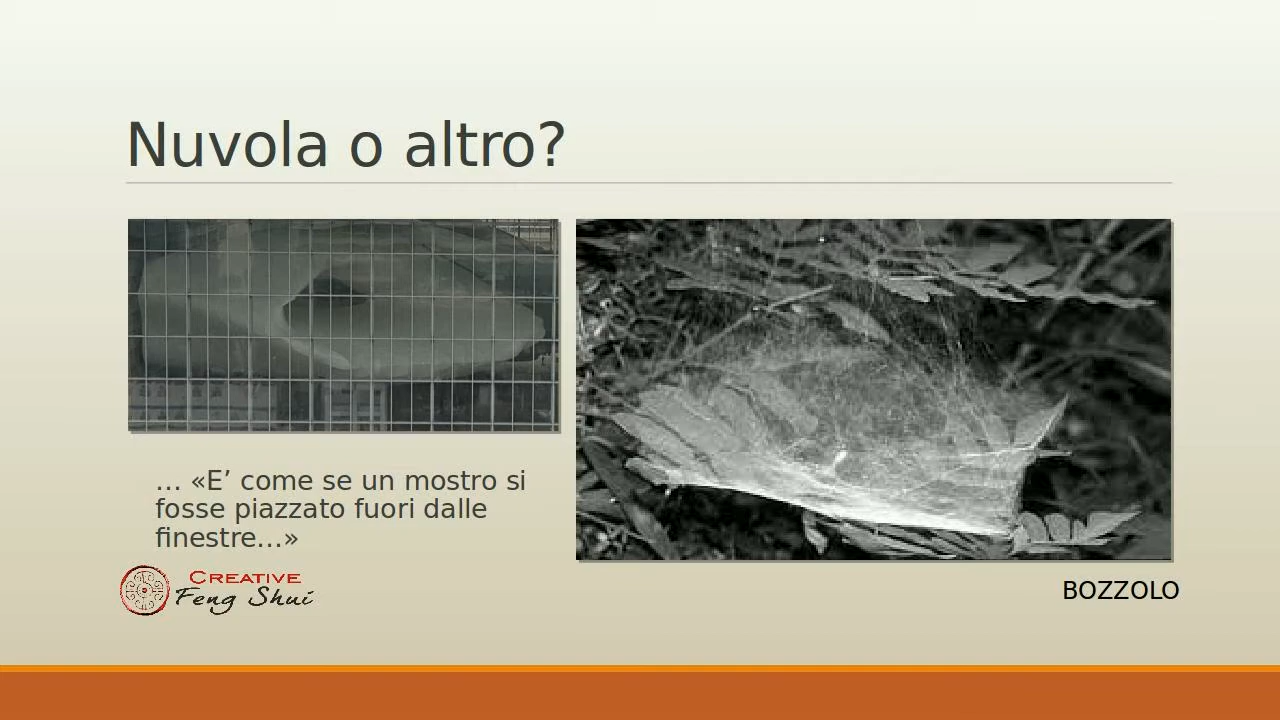 Nuvola o altro?
… «E’ come se un mostro si
fosse piazzato fuori dalle
finestre…»
CREATIVE
Feng Shui
BOZZOLO